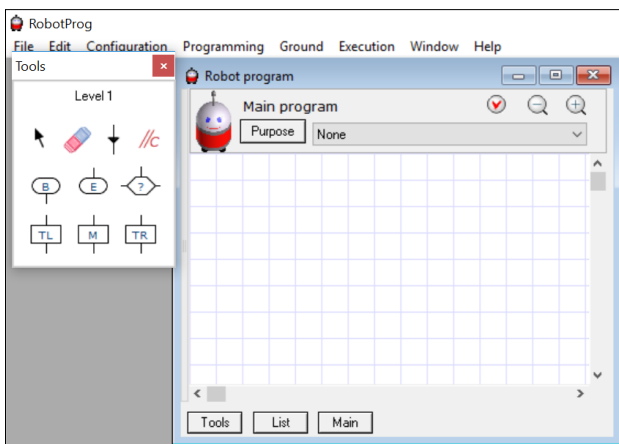 RobotProg
File Edit Configuration Programming Ground Execution Window Help
Tools
Level 1
//C
B E ?
TL M TR
Robot program
Main program
Purpose None
Tools List Main